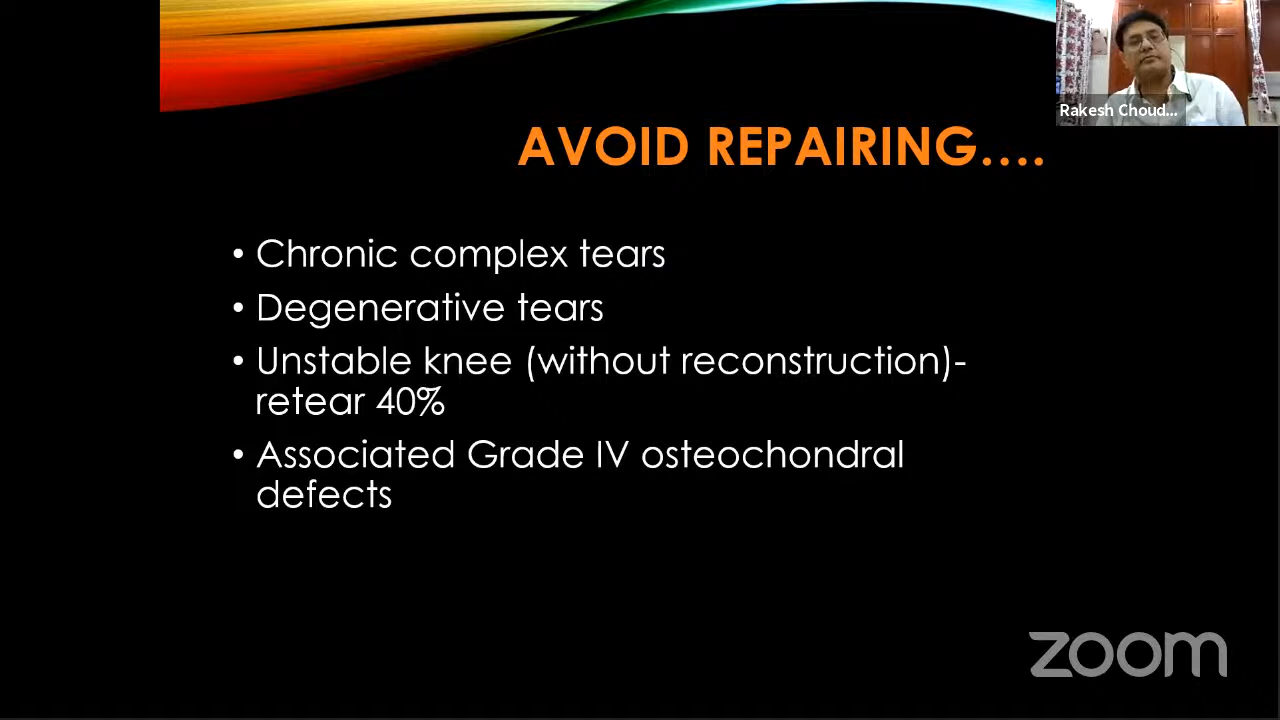 Rakesh Choud...
AVOID REPAIRING....
• Chronic complex tears
• Degenerative tears
• Unstable knee (without reconstruction)-
retear 40%
• Associated Grade IV osteochondral
defects
zoom